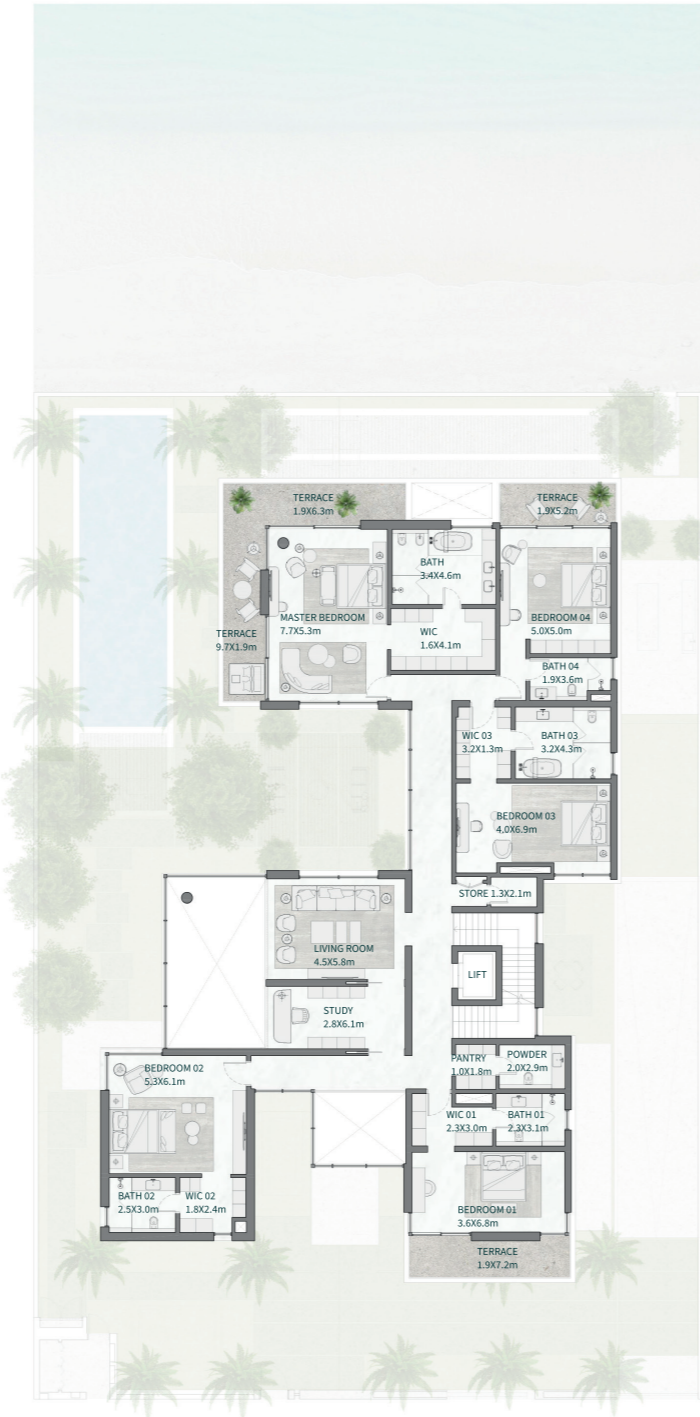 TERRACE
1.9X6.3m
TERRACE
1.9X5.2m
BATH
3.4X4.6m
MASTER BEDROOM
7.7X5.3m
BEDROOM 04
5.0X5.0m
TERRACE
9.7X1.9m
WIC
1.6X4.1m
BATH 04
1.9X3.6m
WIC 03
3.2X1.3m
BATH 03
3.2X4.3m
BEDROOM 03
4.0X6.9m
STORE 1.3X2.1m
LIVING ROOM
4.5X5.8m
LIFT
STUDY
2.8X6.1m
BEDROOM 02
5.3X6.1m
PANTRY
1.0X1.8m
POWDER
2.0X2.9m
WIC 01
2.3X3.0m
BATH 01
2.3X3.1m
BATH 02
2.5X3.0m
WIC 02
1.8X2.4m
BEDROOM 01
3.6X6.8m
TERRACE
1.9X7.2m